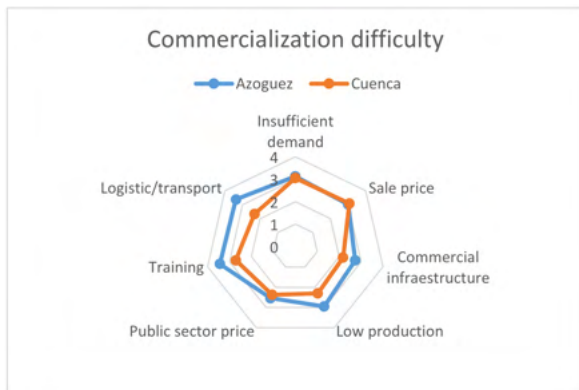 Commercialization difficulty
Azoguez
Cuenca
Insufficient
demand
4
3
2
1
0
Sale price
Commercial
infraestructure
Low production
Public sector price
Training
Logistic/transport